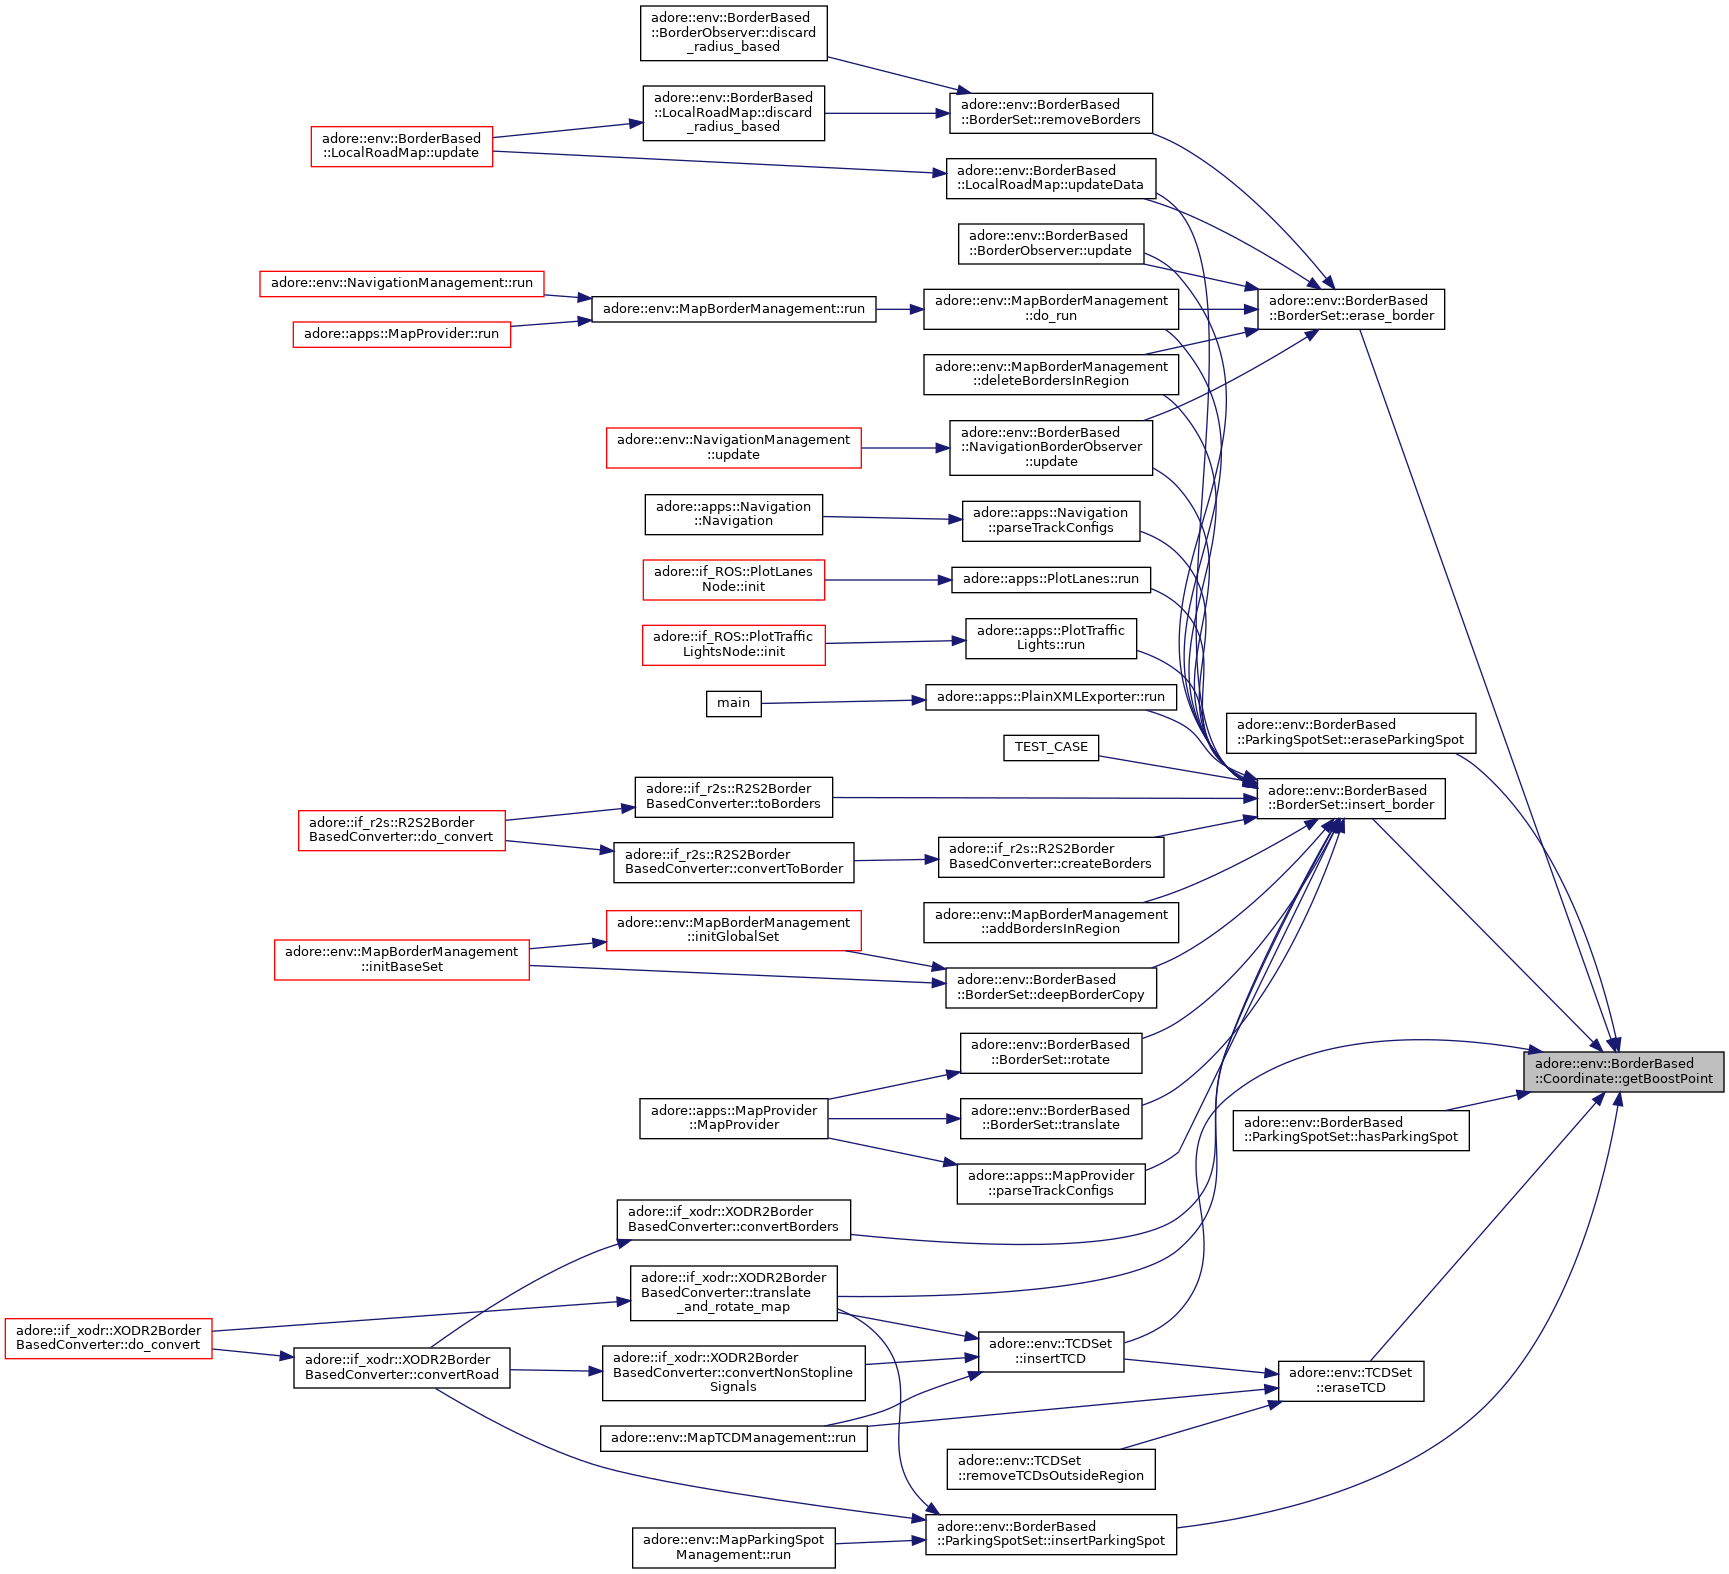 adore::env::BorderBased
::BorderObserver::discard
_radius_based
adore::env::BorderBased
::LocalRoadMap::discard
_radius_based
adore::env::BorderBased
::BorderSet::removeBorders
adore::env::BorderBased
::LocalRoadMap::update
adore::env::BorderBased
::LocalRoadMap::updateData
adore::env::BorderBased
::BorderObserver::update
adore::env::NavigationManagement::run
adore::env::MapBorderManagement::run
adore::env::MapBorderManagement
::do_run
adore::env::BorderBased
::BorderSet::erase_border
adore::apps::MapProvider::run
adore::env::MapBorderManagement
::deleteBordersInRegion
adore::env::NavigationManagement
::update
adore::env::BorderBased
::NavigationBorderObserver
::update
adore::apps::Navigation
::Navigation
adore::apps::Navigation
::parseTrackConfigs
adore::if_ROS::PlotLanes
Node::init
adore::apps::PlotLanes::run
adore::if_ROS::PlotTraffic
LightsNode::init
adore::apps::PlotTraffic
Lights::run
main
adore::apps::PlainXMLExporter::run
adore::env::BorderBased
::ParkingSpotSet::eraseParkingSpot
TEST_CASE
adore::if_r2s::R2S2Border
BasedConverter::toBorders
adore::env::BorderBased
::BorderSet::insert_border
adore::if_r2s::R2S2Border
BasedConverter::do_convert
adore::if_r2s::R2S2Border
BasedConverter::convertToBorder
adore::if_r2s::R2S2Border
BasedConverter::createBorders
adore::env::MapBorderManagement
::addBordersInRegion
adore::env::MapBorderManagement
::initGlobalSet
adore::env::MapBorderManagement
::initBaseSet
adore::env::BorderBased
::BorderSet::deepBorderCopy
adore::env::BorderBased
::BorderSet::rotate
adore::env::BorderBased
::Coordinate::getBoostPoint
adore::apps::MapProvider
::MapProvider
adore::env::BorderBased
::BorderSet::translate
adore::env::BorderBased
::ParkingSpotSet::hasParkingSpot
adore::apps::MapProvider
::parseTrackConfigs
adore::if_xodr::XODR2Border
BasedConverter::convertBorders
adore::if_xodr::XODR2Border
BasedConverter::translate
_and_rotate_map
adore::if_xodr::XODR2Border
BasedConverter::do_convert
adore::if_xodr::XODR2Border
BasedConverter::convertRoad
adore::if_xodr::XODR2Border
BasedConverter::convertNonStopline
Signals
adore::env::TCDSet
::insertTCD
adore::env::TCDSet
::eraseTCD
adore::env::MapTCDManagement::run
adore::env::TCDSet
::removeTCDsOutsideRegion
adore::env::MapParkingSpot
Management::run
adore::env::BorderBased
::ParkingSpotSet::insertParkingSpot